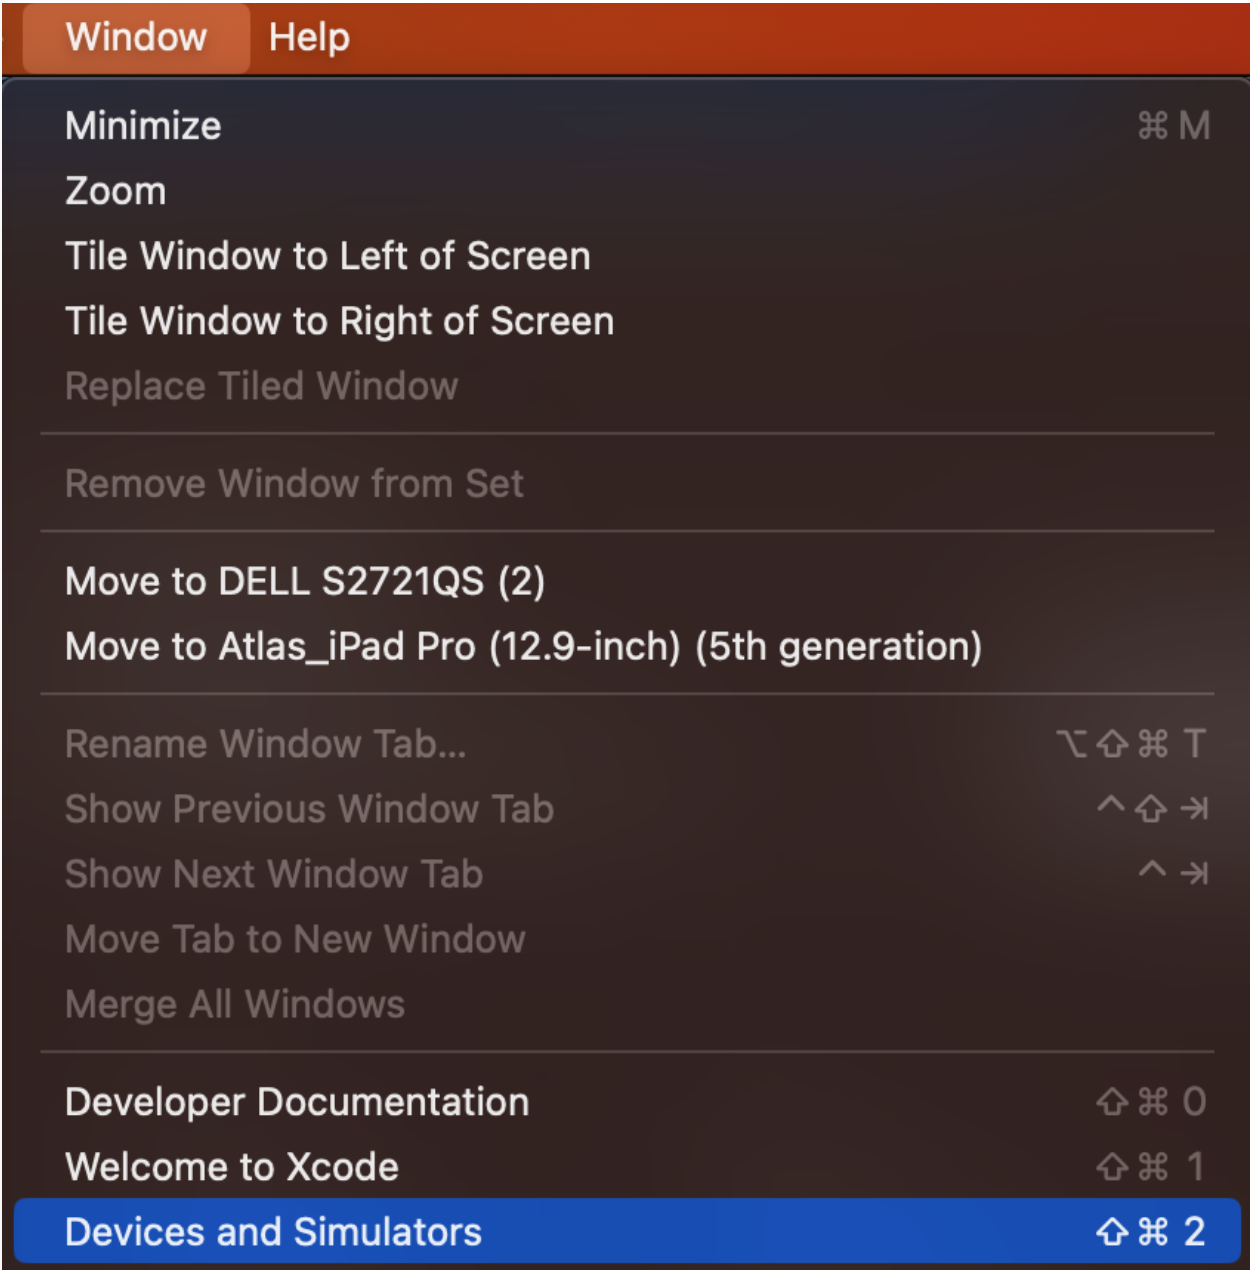 Window Help
Minimize ⌘ M
Zoom
Tile Window to Left of Screen
Tile Window to Right of Screen
Replace Tiled Window
Remove Window from Set
Move to DELL S2721QS (2)
Move to Atlas_iPad Pro (12.9-inch) (5th generation)
Rename Window Tab... ⌥⇧⌘ T
Show Previous Window Tab ^⇧⇥
Show Next Window Tab ^⇥
Move Tab to New Window
Merge All Windows
Developer Documentation ⇧⌘ 0
Welcome to Xcode ⇧⌘ 1
Devices and Simulators ⇧⌘ 2